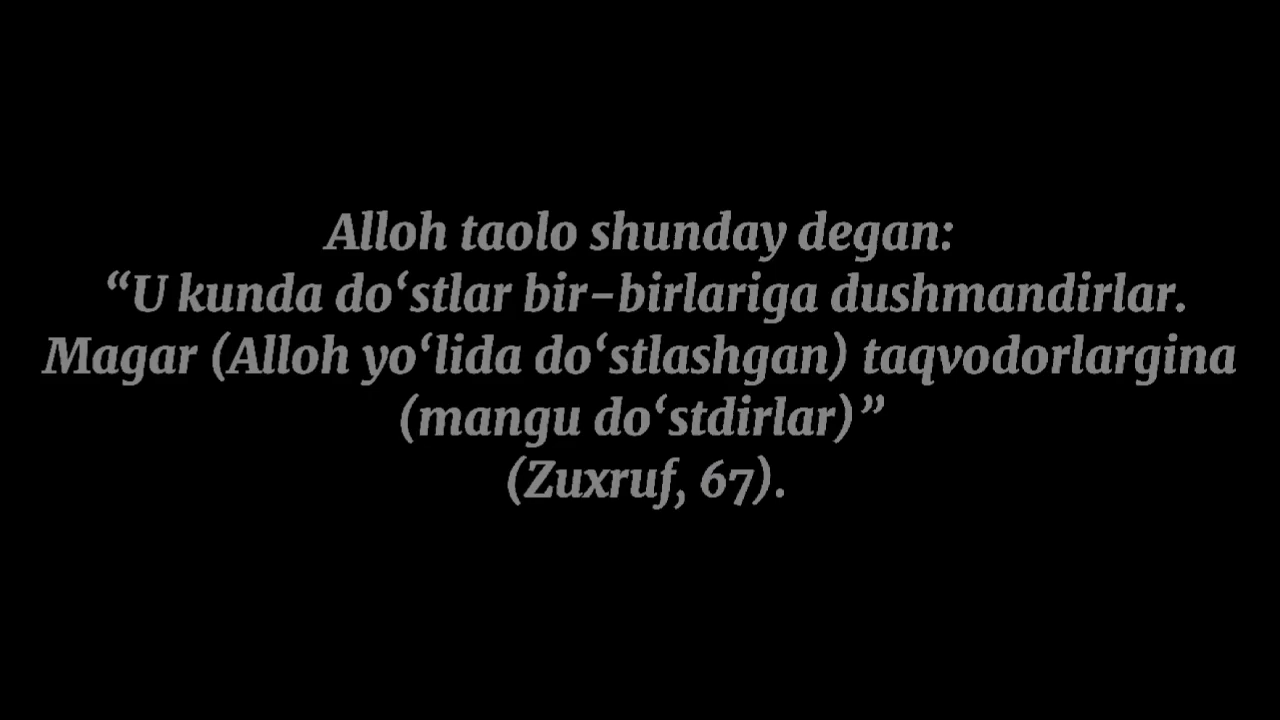 Alloh taolo shunday degan:
“U kunda do‘stlar bir-birlariga dushmandirlar.
Magar (Alloh yo‘lida do‘stlashgan) taqvodorlargina
(mangu do‘stdirlar)”
(Zuxruf, 67).